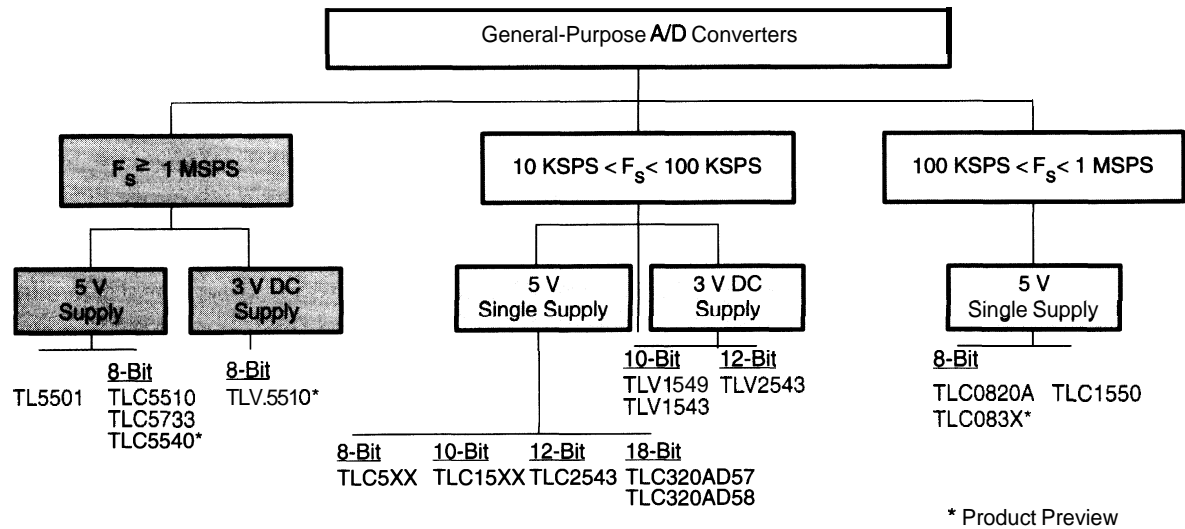 General-Purpose A/D Converters
Fs ≥ 1 MSPS
10 KSPS < Fs < 100 KSPS
100 KSPS < Fs < 1 MSPS
5 V
Supply
3 V DC
Supply
5 V
Single Supply
3 V DC
Supply
5 V
Single Supply
TL5501
8-Bit
TLC5510
TLC5733
TLC5540*
8-Bit
TLV.5510*
10-Bit
TLV1549
TLV1543
12-Bit
TLV2543
8-Bit
TLC0820A
TLC083X*
TLC1550
8-Bit
TLC5XX
10-Bit
TLC15XX
12-Bit
TLC2543
18-Bit
TLC320AD57
TLC320AD58
* Product Preview